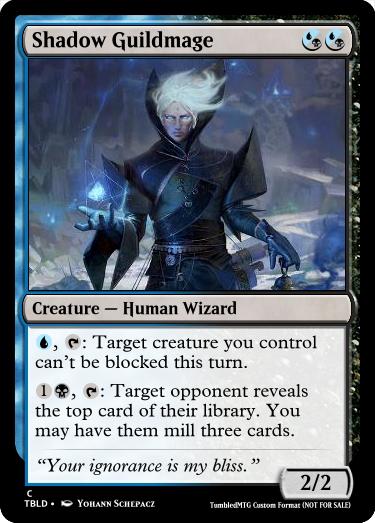 Shadow Guildmage
Creature — Human Wizard
, : Target creature you control
can't be blocked this turn.
1, : Target opponent reveals
the top card of their library. You
may have them mill three cards.
“Your ignorance is my bliss.”
2/2
C
TBLD • Yohann Schepacz
TumbledMTG Custom Format (NOT FOR SALE)